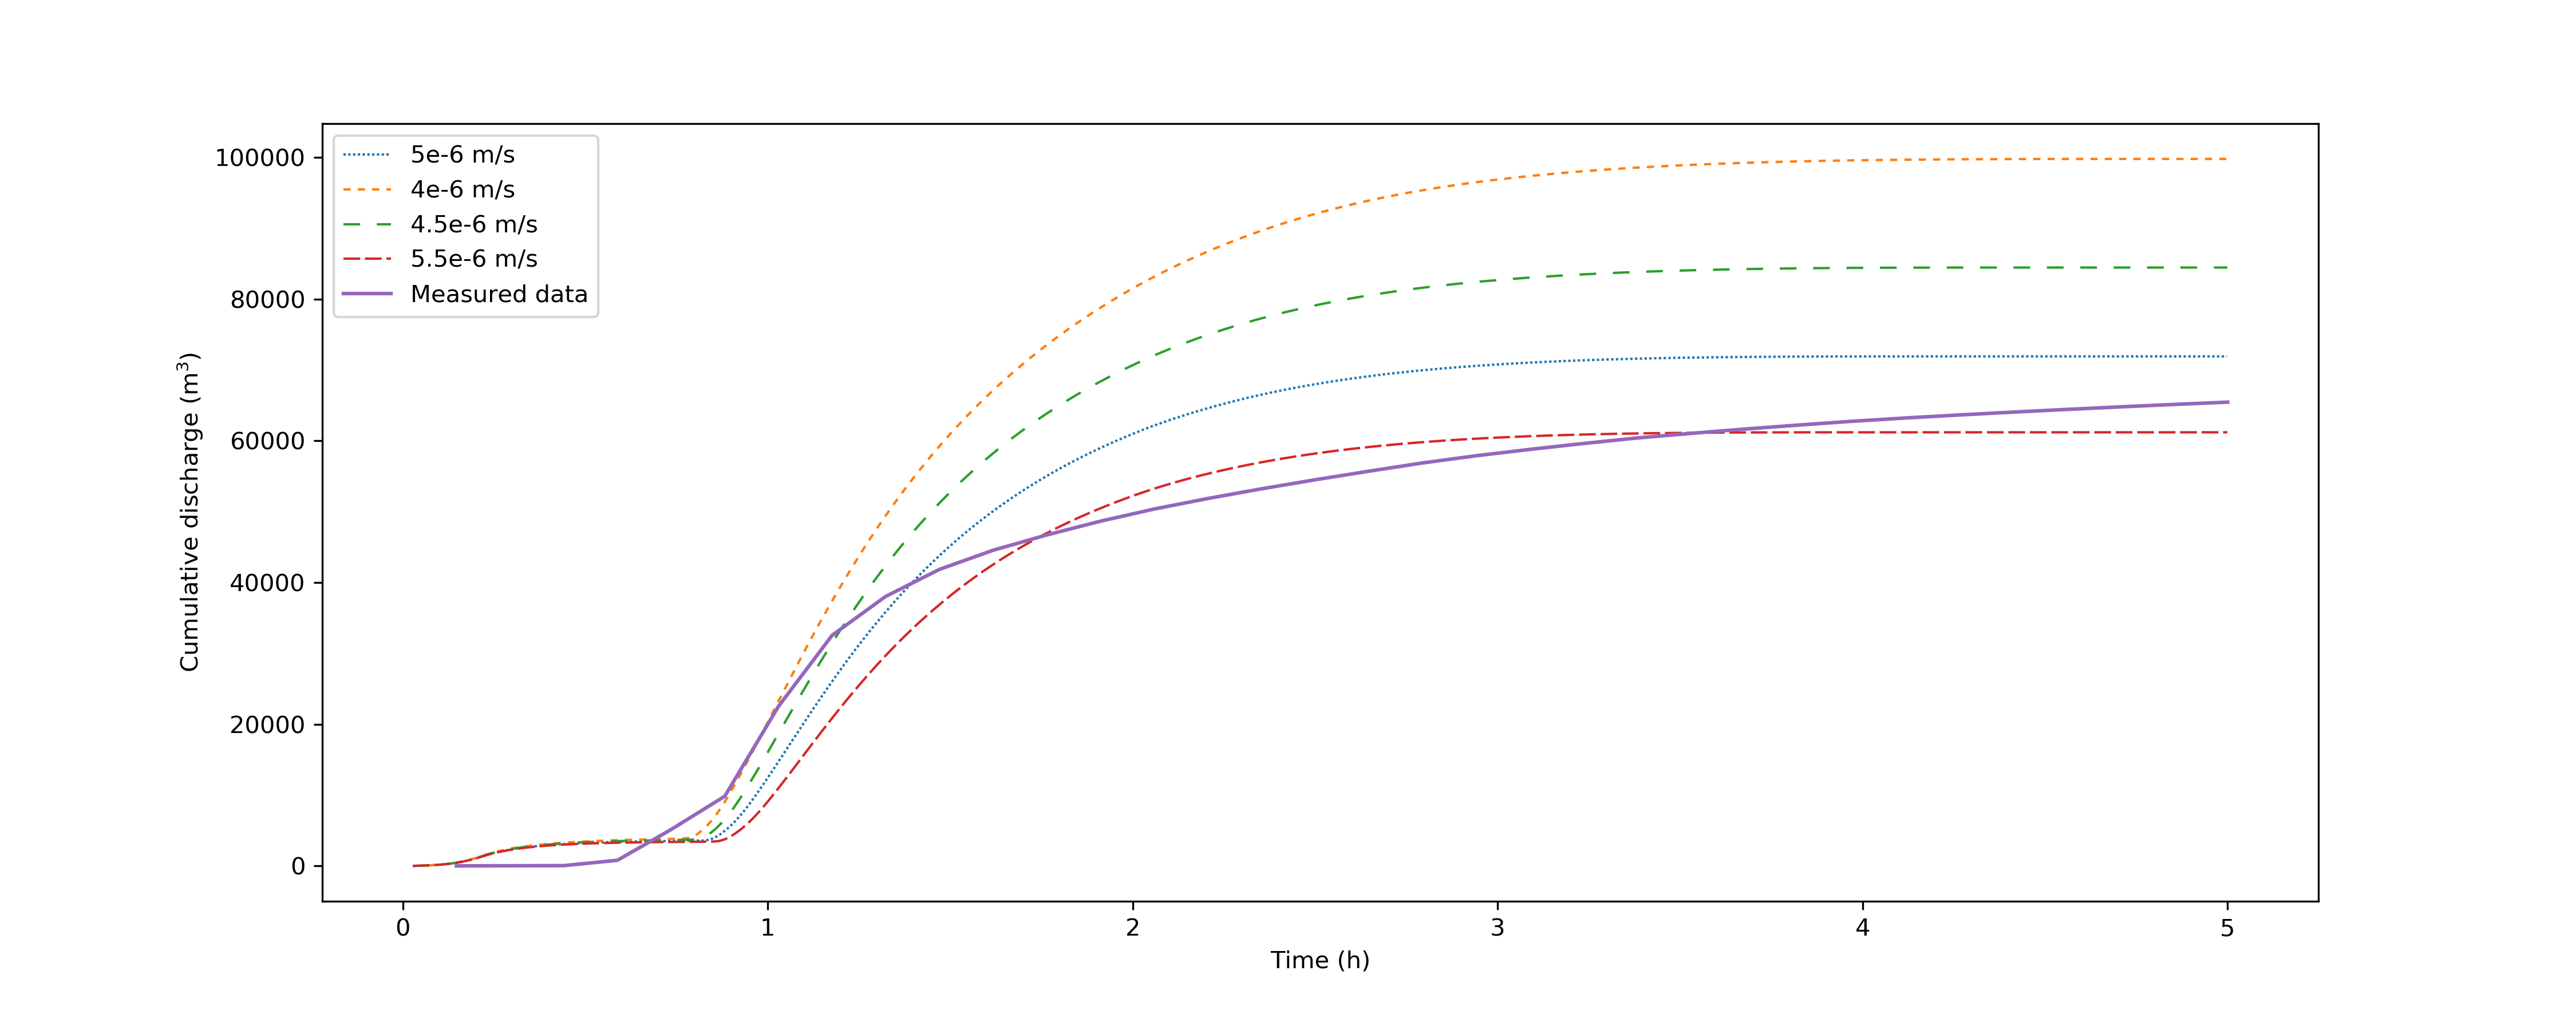 5e-6 m/s
4e-6 m/s
4.5e-6 m/s
5.5e-6 m/s
Measured data
100000
80000
60000
40000
20000
0
Cumulative discharge (m³)
0 1 2 3 4 5
Time (h)